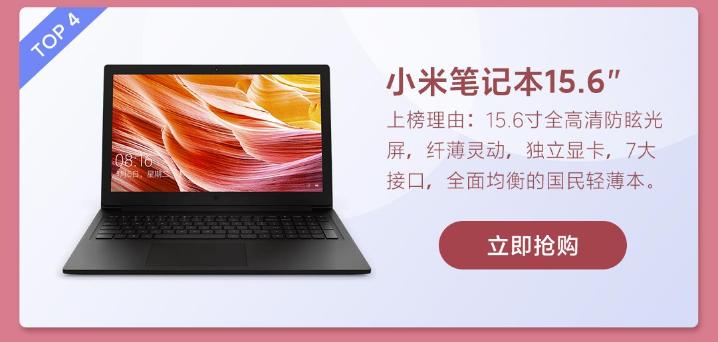 TOP 4
小米笔记本15.6"
上榜理由：15.6寸全高清防眩光
屏，纤薄灵动，独立显卡，7大
接口，全面均衡的国民轻薄本。
08:16
立即抢购